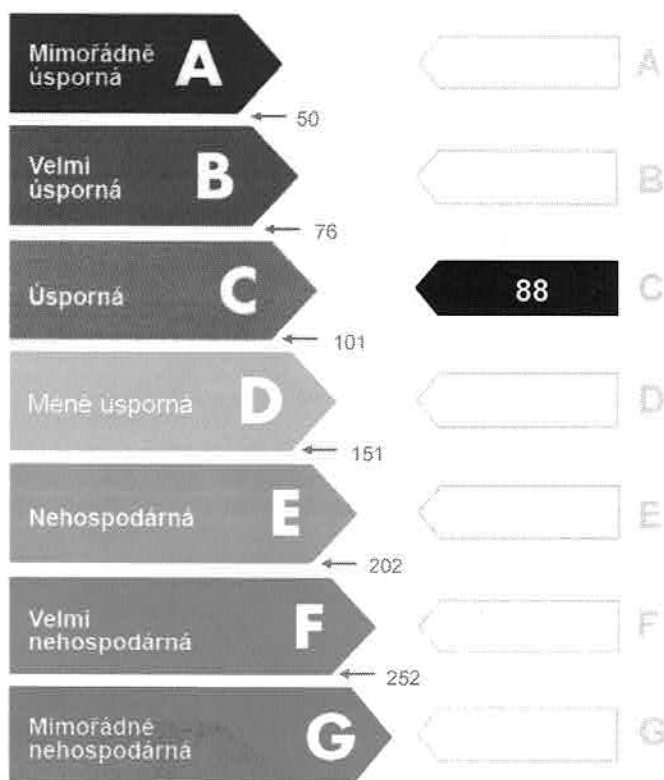 Mimořádně
úsporná
A
A
50
Velmi
úsporná
B
B
76
Úsporná
C
88
C
101
Méně úsporná
D
D
151
Nehospodárná
E
E
202
Velmi
nehospodárná
F
F
252
Mimořádně
nehospodárná
G
G